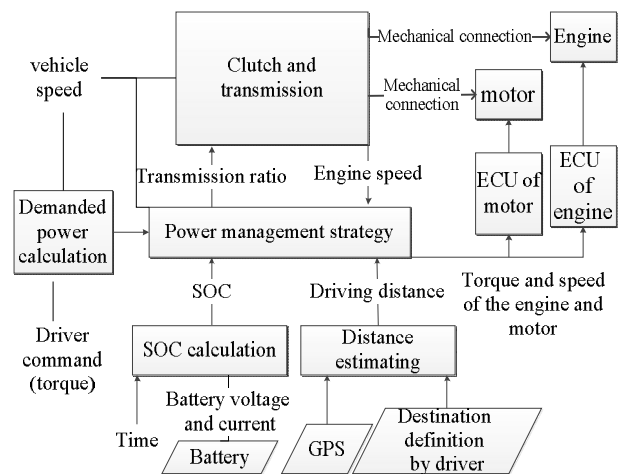 Clutch and
transmission
Mechanical connection
Engine
vehicle
speed
Mechanical
connection
motor
Transmission ratio
Engine speed
ECU of
motor
ECU
of
engine
Demanded
power
calculation
Power management strategy
SOC
Driving distance
Torque and speed
of the engine and
motor
Driver
command
(torque)
SOC calculation
Distance
estimating
Battery voltage
and current
Time
Battery
GPS
Destination
definition
by driver